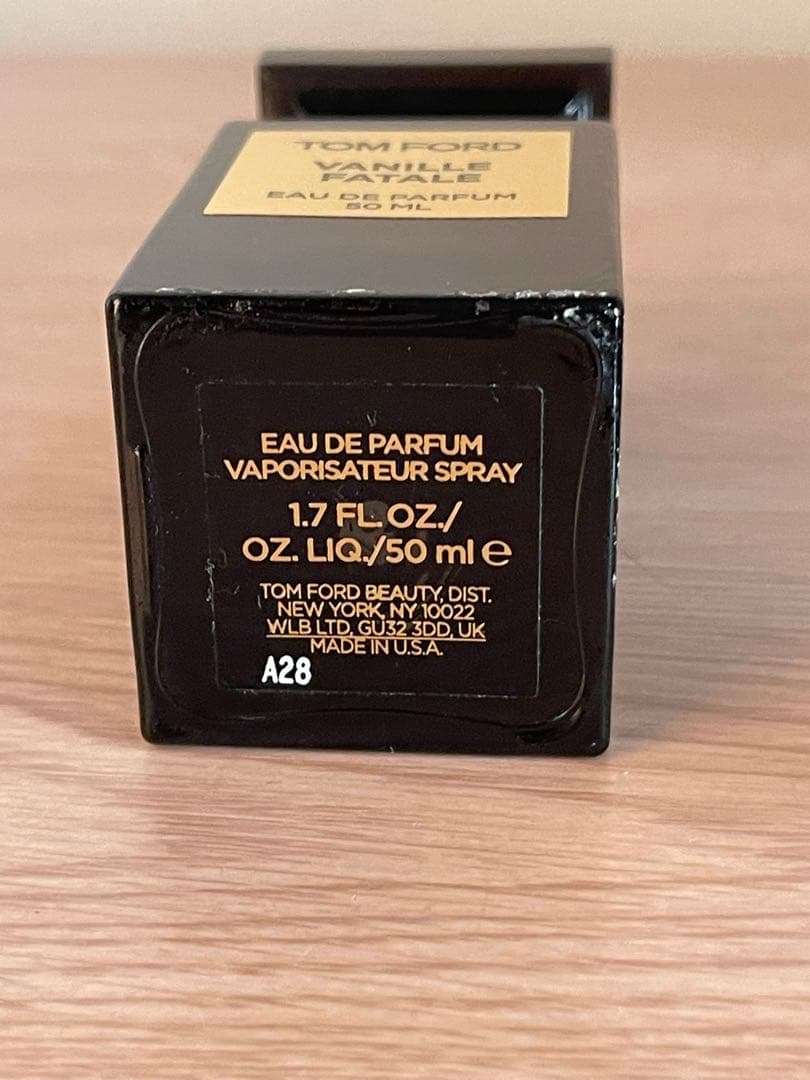 TOM FORD
VANILLE
FATALE
EAU DE PARFUM
50 ML
EAU DE PARFUM
VAPORISATEUR SPRAY
1.7 FL.OZ./
OZ. LIQ./50 ml ℮
TOM FORD BEAUTY, DIST.
NEW YORK, NY 10022
WLB LTD, GU32 3DD, UK
MADE IN U.S.A.
A28